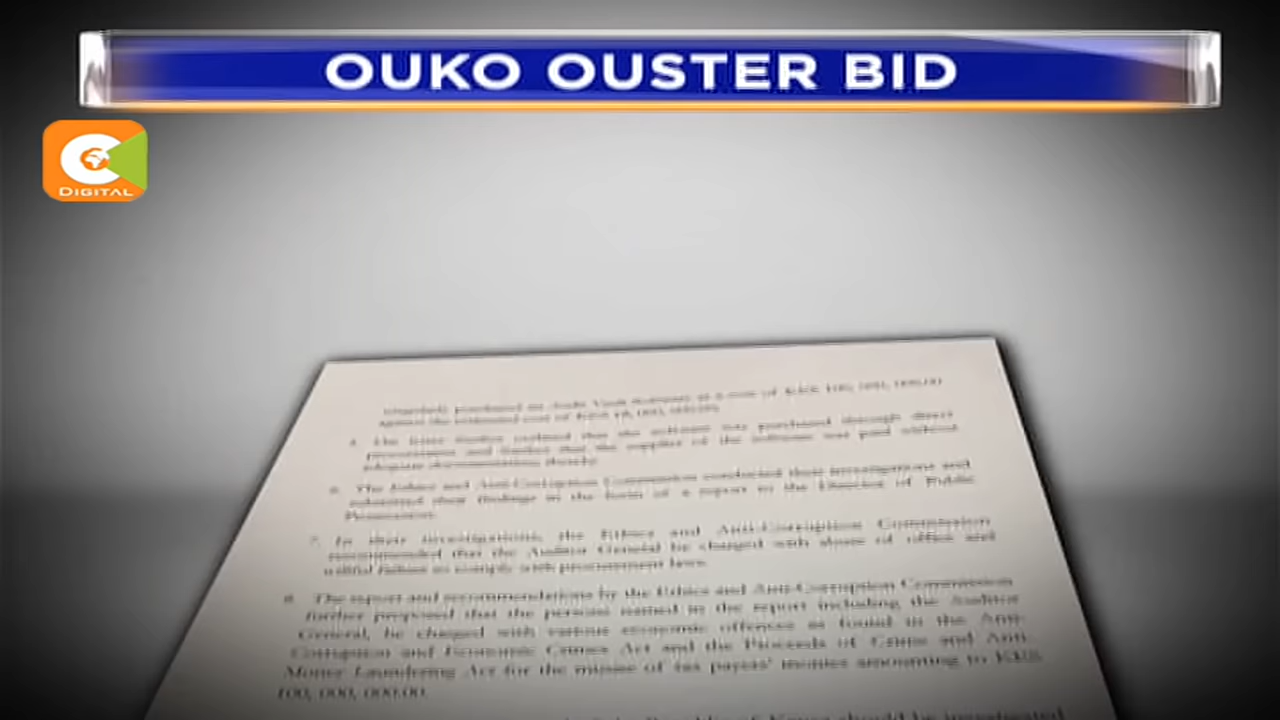 OUKO OUSTER BID
DIGITAL
purchased an Audit Vault Software at a cost of KES 100, 000, 000.00
against the estimated cost of KES 18, 000, 000.00.
The letter further outlined that the software was purchased through direct
procurement and further that the supplier of the software was paid without
adequate documentation thereby
6. The Ethics and Anti-Corruption Commission conducted their investigations and
submitted their findings in the form of a report to the Director of Public
Prosecution.
7. In their investigations, the Ethics and Anti-Corruption Commission
recommended that the Auditor General be charged with abuse of office and
willful failure to comply with procurement laws.
8. The report and recommendations by the Ethics and Anti-Corruption Commission
further proposed that the persons named in the report including the Auditor
General, be charged with various economic offences as found in the Anti-
Corruption and Economic Crimes Act and the Proceeds of Crime and Anti-
Money Laundering Act for the misuse of tax payers' monies amounting to KES.
100, 000, 000.00.
should be investigated